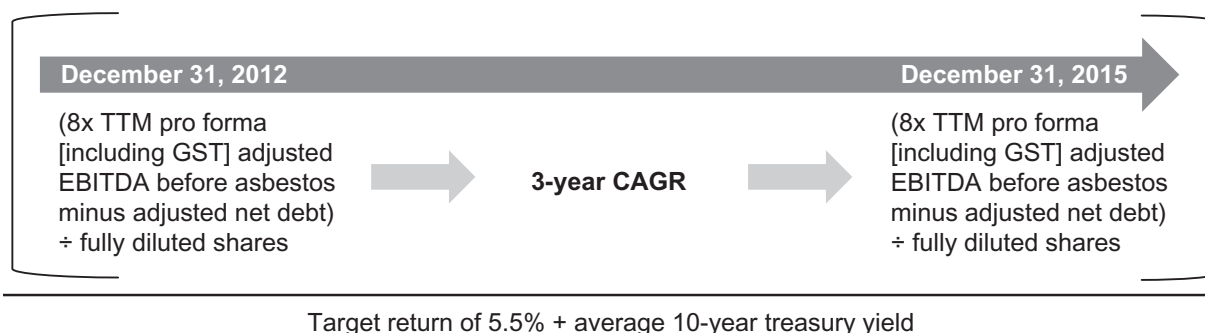 December 31, 2012
(8x TTM pro forma
[including GST] adjusted
EBITDA before asbestos
minus adjusted net debt)
÷ fully diluted shares
3-year CAGR
December 31, 2015
(8x TTM pro forma
[including GST] adjusted
EBITDA before asbestos
minus adjusted net debt)
÷ fully diluted shares
Target return of 5.5% + average 10-year treasury yield